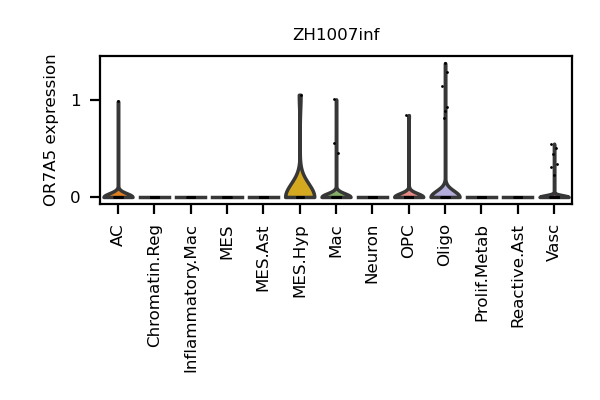 ZH1007inf
OR7A5 expression
1
0
AC
Chromatin.Reg
Inflammatory.Mac
MES
MES.Ast
MES.Hyp
Mac
Neuron
OPC
Oligo
Prolif.Metab
Reactive.Ast
Vasc